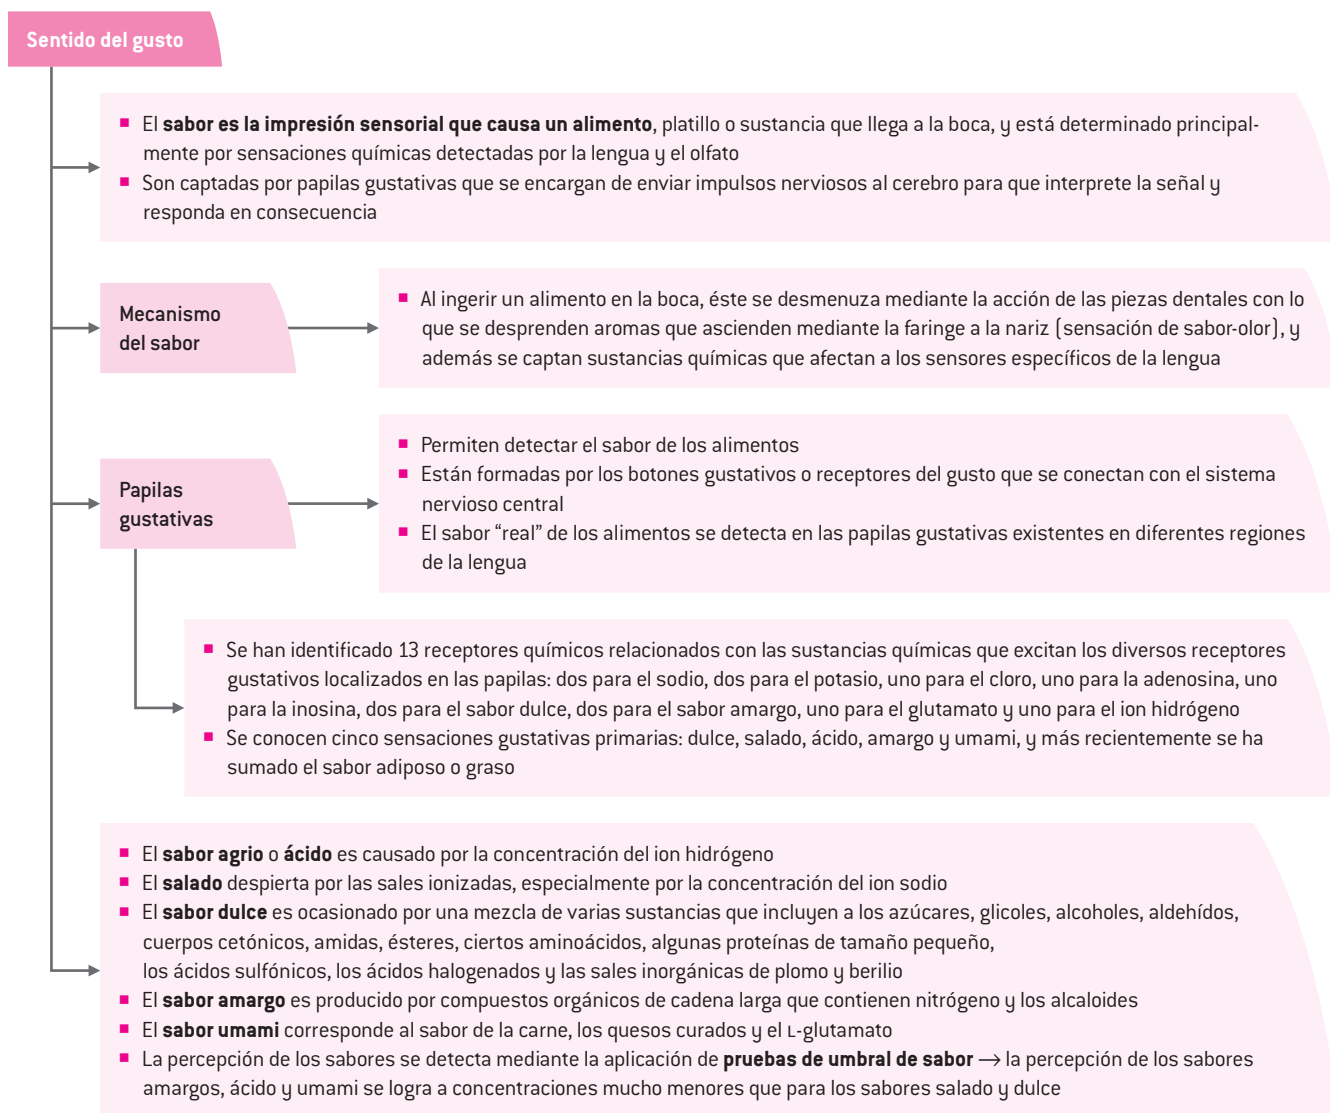 Sentido del gusto
■ El sabor es la impresión sensorial que causa un alimento, platillo o sustancia que llega a la boca, y está determinado principal-
mente por sensaciones químicas detectadas por la lengua y el olfato
■ Son captadas por papilas gustativas que se encargan de enviar impulsos nerviosos al cerebro para que interprete la señal y
responda en consecuencia
Mecanismo
del sabor
■ Al ingerir un alimento en la boca, éste se desmenuza mediante la acción de las piezas dentales con lo
que se desprenden aromas que ascienden mediante la faringe a la nariz (sensación de sabor-olor), y
además se captan sustancias químicas que afectan a los sensores específicos de la lengua
Papilas
gustativas
■ Permiten detectar el sabor de los alimentos
■ Están formadas por los botones gustativos o receptores del gusto que se conectan con el sistema
nervioso central
■ El sabor “real” de los alimentos se detecta en las papilas gustativas existentes en diferentes regiones
de la lengua
■ Se han identificado 13 receptores químicos relacionados con las sustancias químicas que excitan los diversos receptores
gustativos localizados en las papilas: dos para el sodio, dos para el potasio, uno para el cloro, uno para la adenosina, uno
para la inosina, dos para el sabor dulce, dos para el sabor amargo, uno para el glutamato y uno para el ion hidrógeno
■ Se conocen cinco sensaciones gustativas primarias: dulce, salado, ácido, amargo y umami, y más recientemente se ha
sumado el sabor adiposo o graso
■ El sabor agrio o ácido es causado por la concentración del ion hidrógeno
■ El salado despierta por las sales ionizadas, especialmente por la concentración del ion sodio
■ El sabor dulce es ocasionado por una mezcla de varias sustancias que incluyen a los azúcares, glicoles, alcoholes, aldehídos,
cuerpos cetónicos, amidas, ésteres, ciertos aminoácidos, algunas proteínas de tamaño pequeño,
los ácidos sulfónicos, los ácidos halogenados y las sales inorgánicas de plomo y berilio
■ El sabor amargo es producido por compuestos orgánicos de cadena larga que contienen nitrógeno y los alcaloides
■ El sabor umami corresponde al sabor de la carne, los quesos curados y el L-glutamato
■ La percepción de los sabores se detecta mediante la aplicación de pruebas de umbral de sabor → la percepción de los sabores
amargos, ácido y umami se logra a concentraciones mucho menores que para los sabores salado y dulce